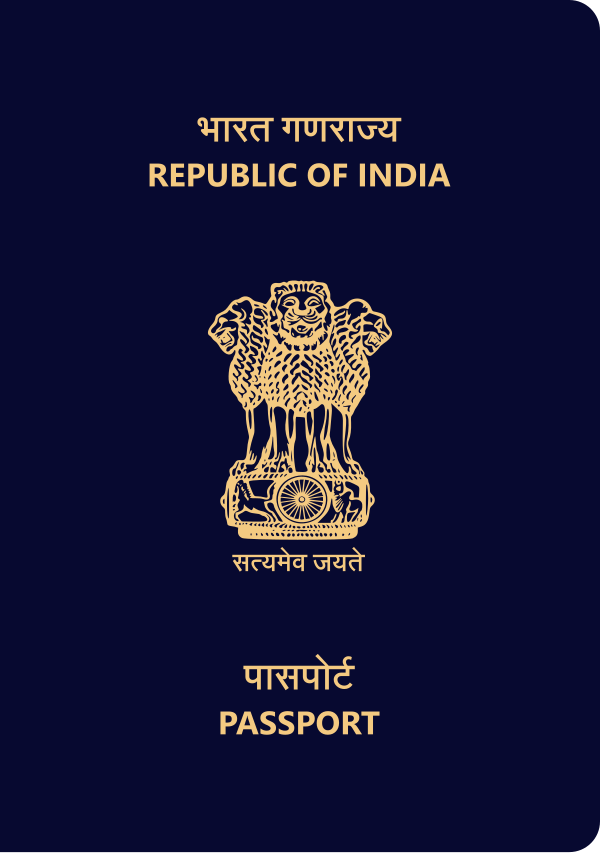 भारत गणराज्य
REPUBLIC OF INDIA
सत्यमेव जयते
पासपोर्ट
PASSPORT